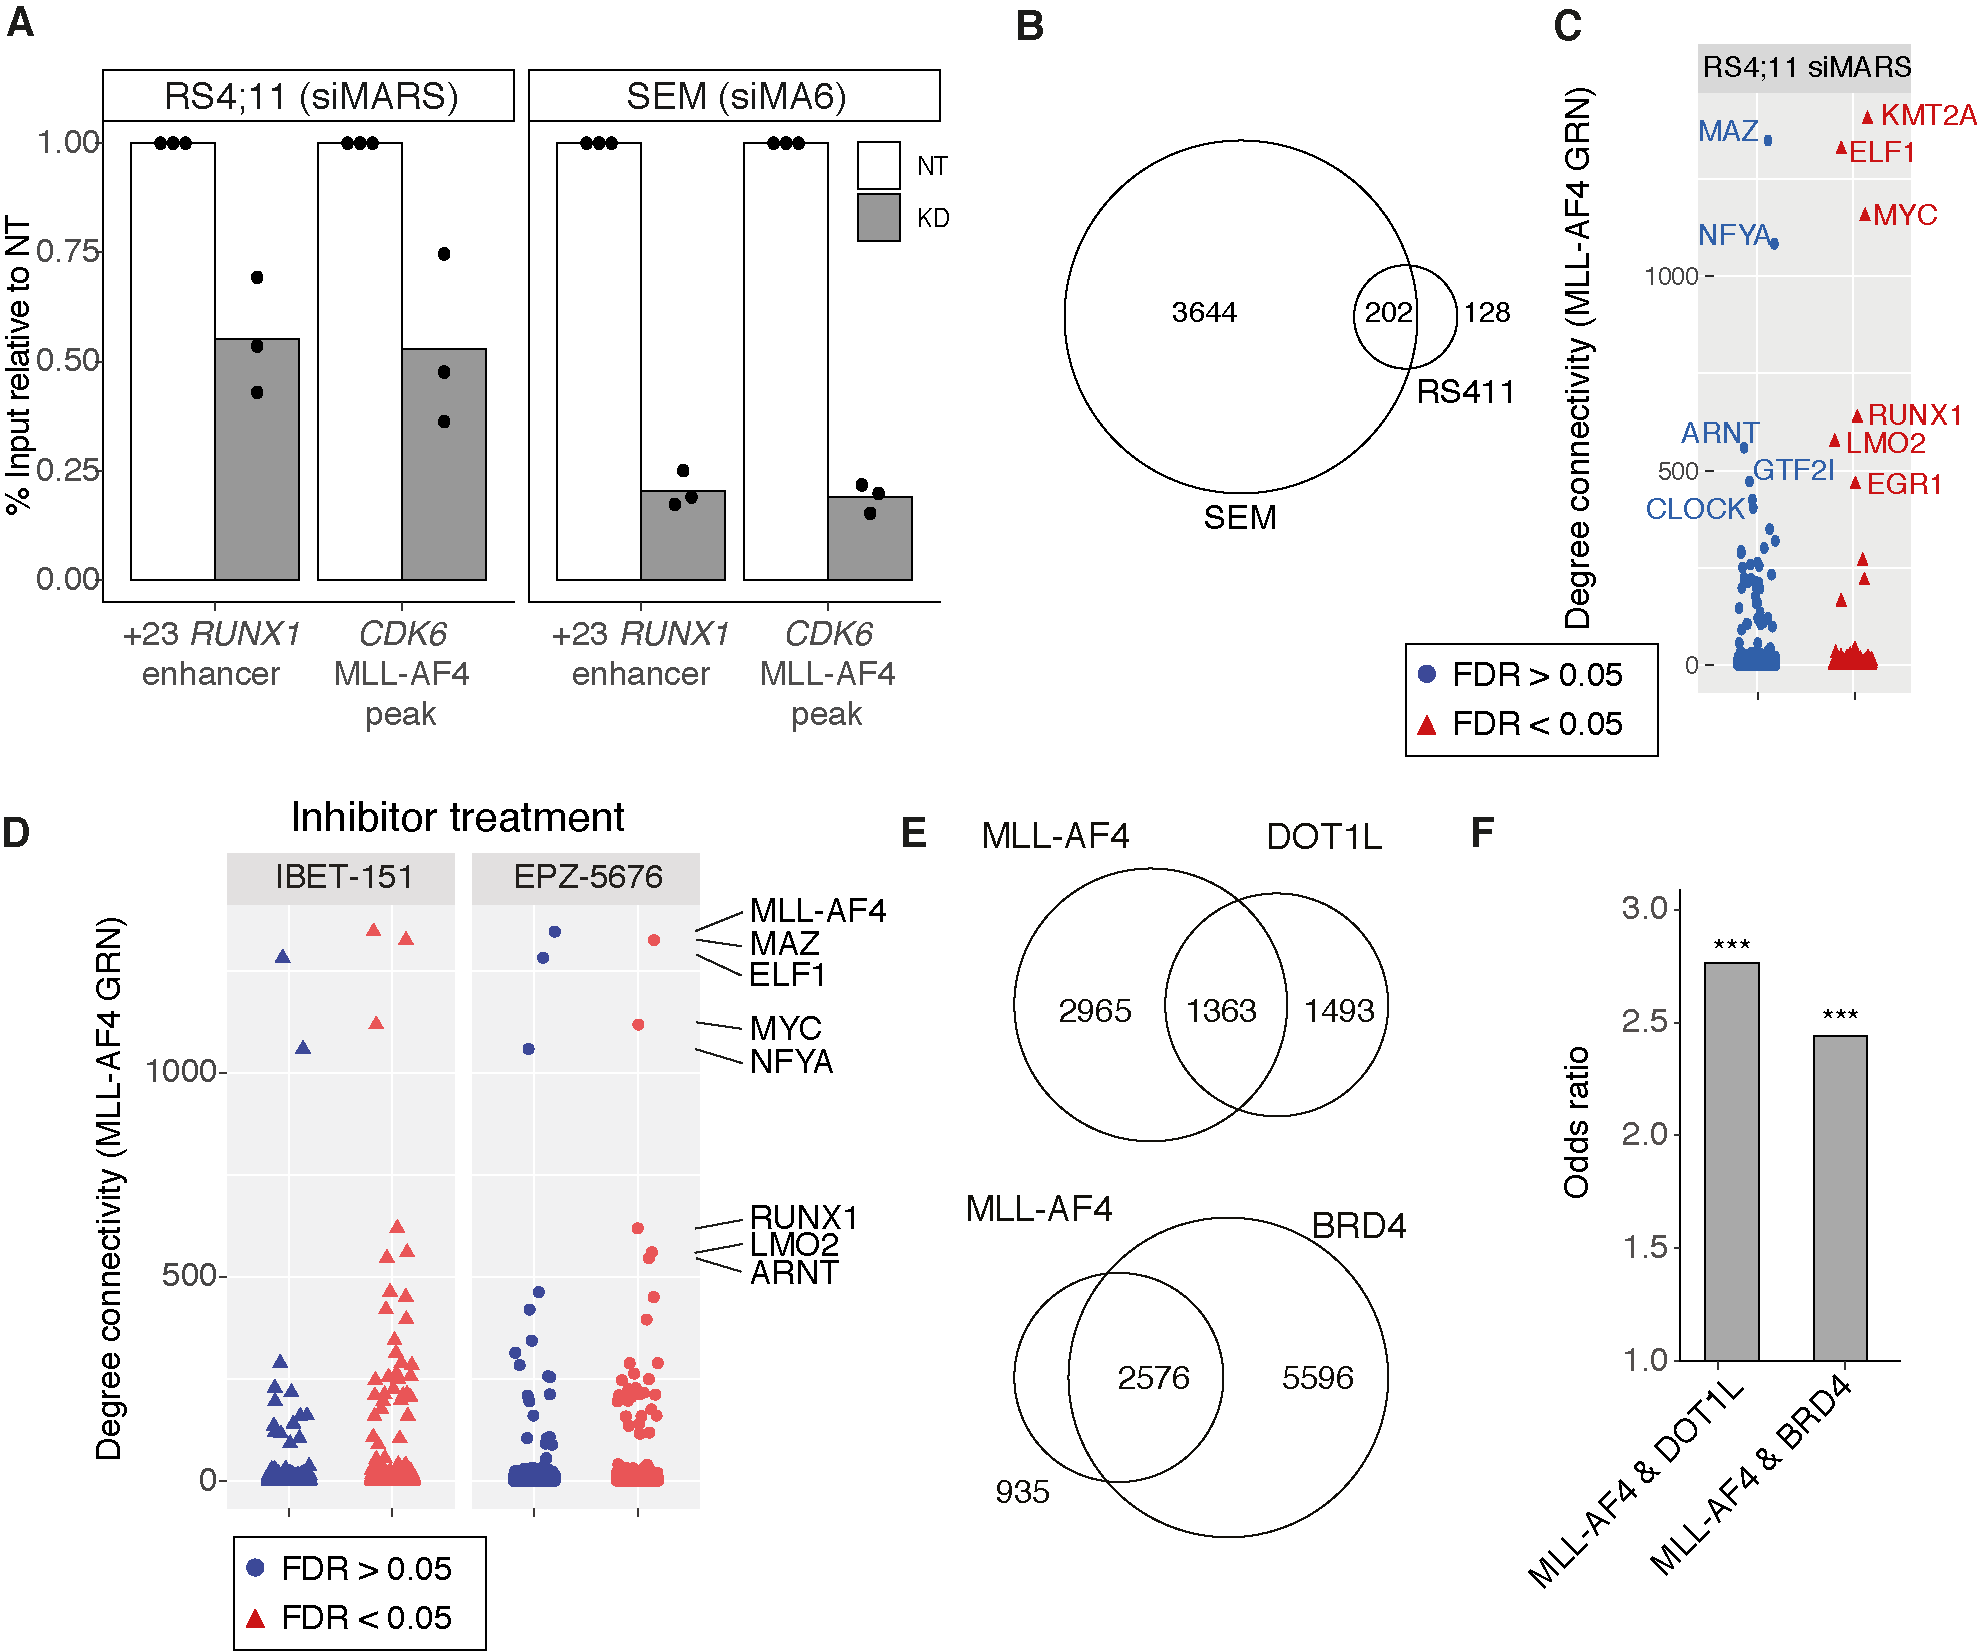 A
RS4;11 (siMARS)
SEM (siMA6)
% Input relative to NT
1.00
0.75
0.50
0.25
0.00
NT
KD
+23 RUNX1
enhancer
CDK6
MLL-AF4
peak
+23 RUNX1
enhancer
CDK6
MLL-AF4
peak
B
3644
202
128
RS411
SEM
C
RS4;11 siMARS
Degree connectivity (MLL-AF4 GRN)
1000
500
0
MAZ
NFYA
ARNT
GTF2I
CLOCK
KMT2A
ELF1
MYC
RUNX1
LMO2
EGR1
FDR > 0.05
FDR < 0.05
D
Inhibitor treatment
IBET-151
EPZ-5676
Degree connectivity (MLL-AF4 GRN)
1000
500
0
MLL-AF4
MAZ
ELF1
MYC
NFYA
RUNX1
LMO2
ARNT
FDR > 0.05
FDR < 0.05
E
MLL-AF4
DOT1L
2965
1363
1493
MLL-AF4
BRD4
2576
5596
935
F
Odds ratio
3.0
2.5
2.0
1.5
1.0
***
***
MLL-AF4 & DOT1L
MLL-AF4 & BRD4